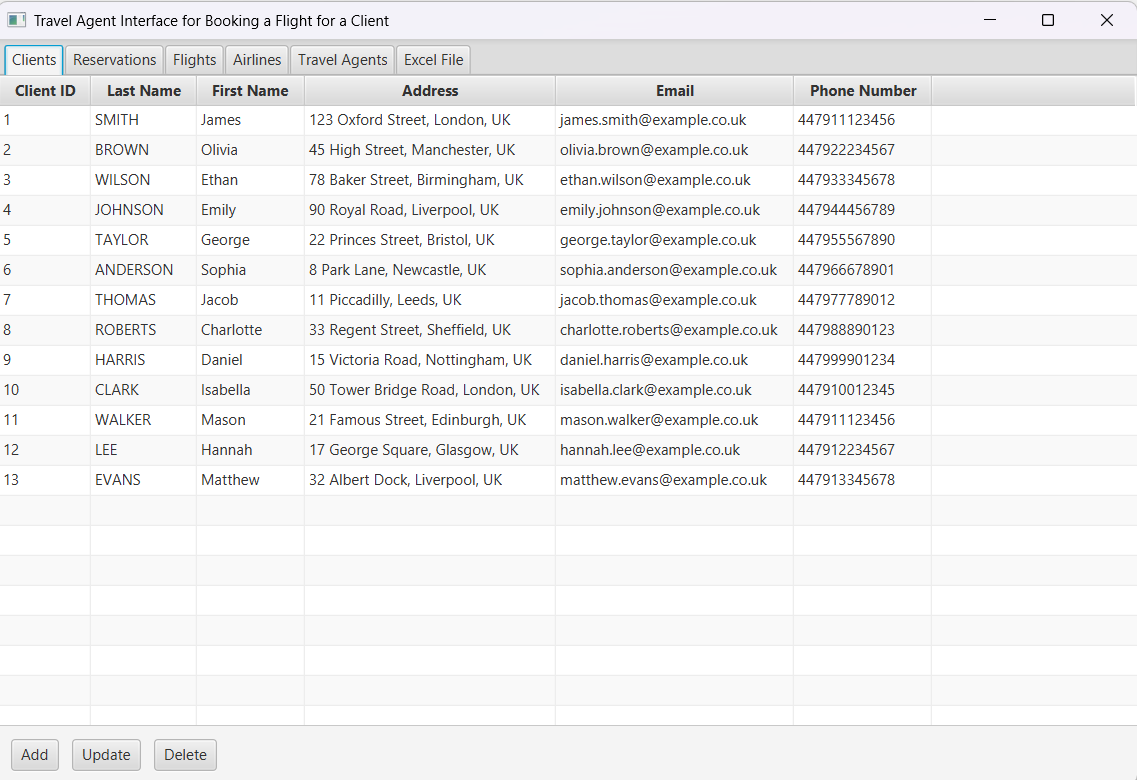 Travel Agent Interface for Booking a Flight for a Client
Clients Reservations Flights Airlines Travel Agents Excel File
Client ID Last Name First Name Address Email Phone Number
1 SMITH James 123 Oxford Street, London, UK james.smith@example.co.uk 447911123456
2 BROWN Olivia 45 High Street, Manchester, UK olivia.brown@example.co.uk 447922234567
3 WILSON Ethan 78 Baker Street, Birmingham, UK ethan.wilson@example.co.uk 447933345678
4 JOHNSON Emily 90 Royal Road, Liverpool, UK emily.johnson@example.co.uk 447944456789
5 TAYLOR George 22 Princes Street, Bristol, UK george.taylor@example.co.uk 447955567890
6 ANDERSON Sophia 8 Park Lane, Newcastle, UK sophia.anderson@example.co.uk 447966678901
7 THOMAS Jacob 11 Piccadilly, Leeds, UK jacob.thomas@example.co.uk 447977789012
8 ROBERTS Charlotte 33 Regent Street, Sheffield, UK charlotte.roberts@example.co.uk 447988890123
9 HARRIS Daniel 15 Victoria Road, Nottingham, UK daniel.harris@example.co.uk 447999901234
10 CLARK Isabella 50 Tower Bridge Road, London, UK isabella.clark@example.co.uk 447910012345
11 WALKER Mason 21 Famous Street, Edinburgh, UK mason.walker@example.co.uk 447911123456
12 LEE Hannah 17 George Square, Glasgow, UK hannah.lee@example.co.uk 447912234567
13 EVANS Matthew 32 Albert Dock, Liverpool, UK matthew.evans@example.co.uk 447913345678
Add Update Delete